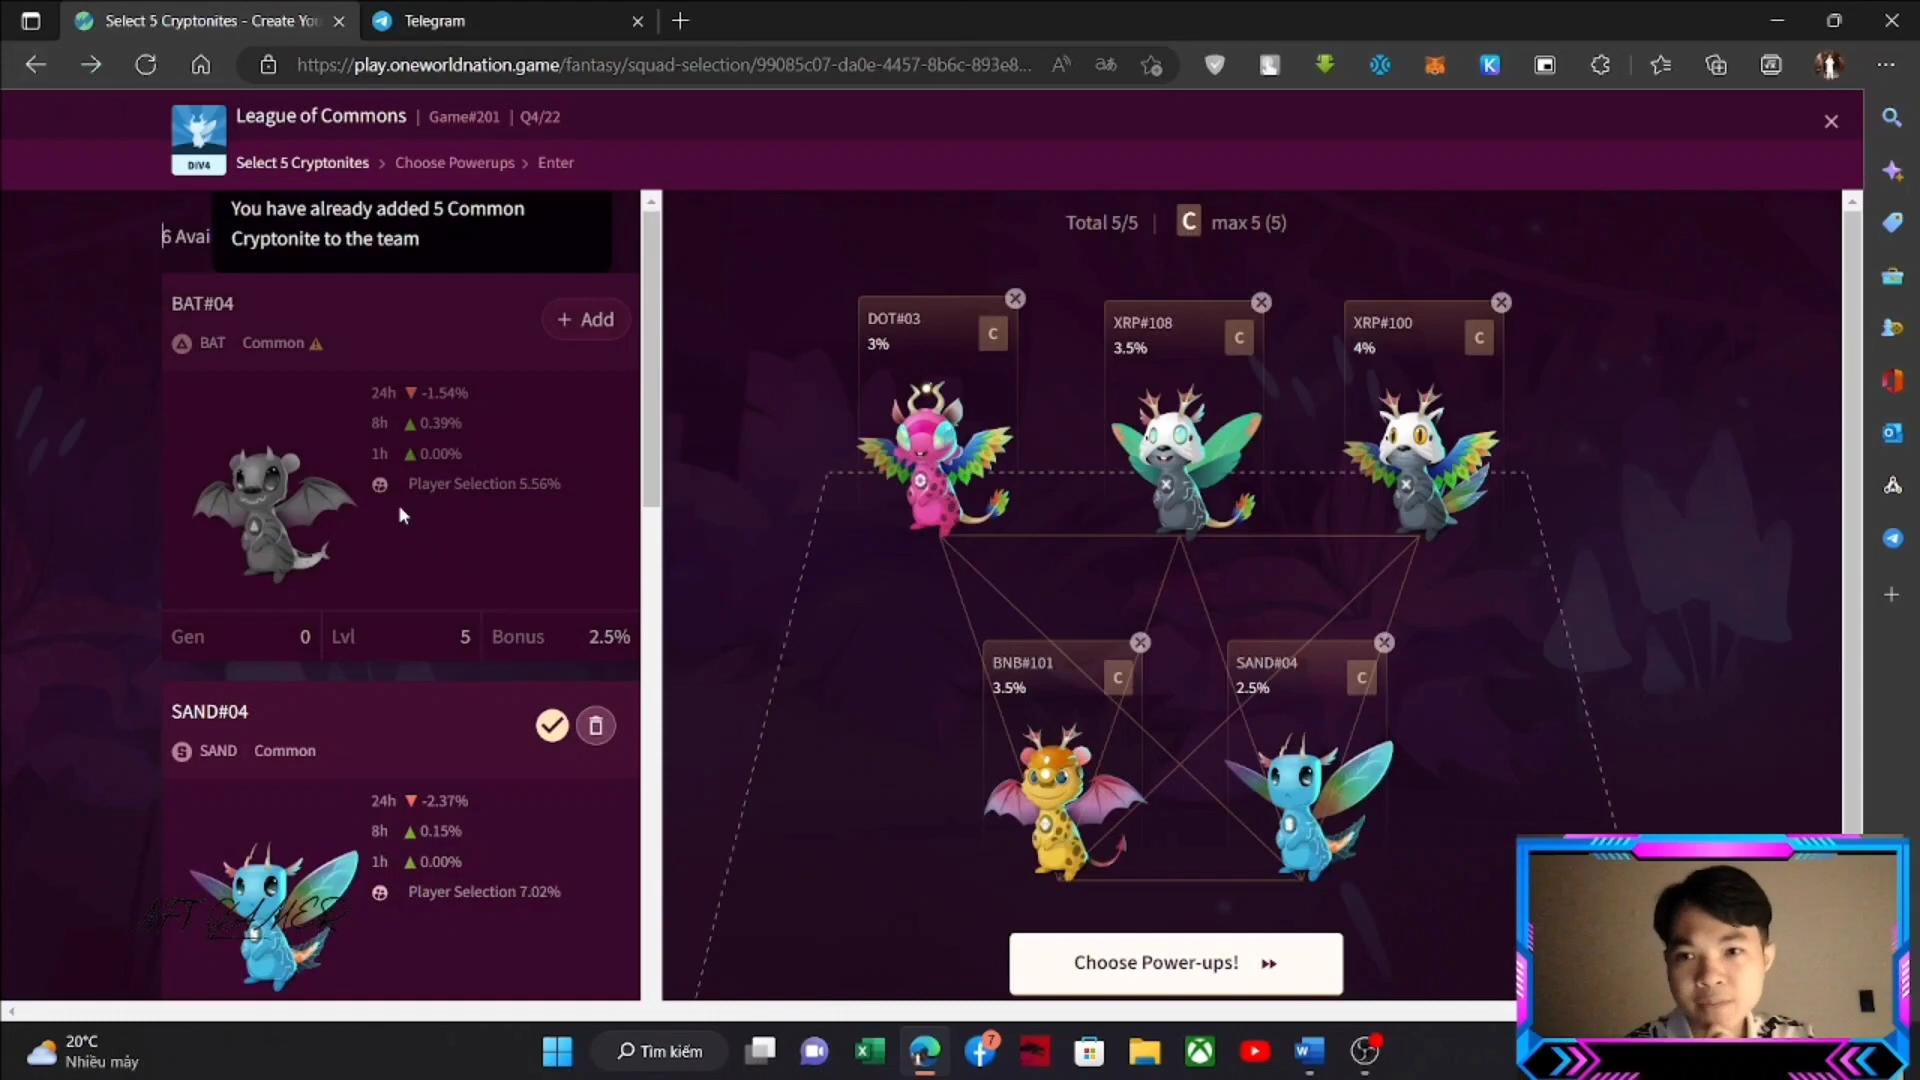 Select 5 Cryptonites - Create Yo
Telegram
https://play.oneworldnation.game/fantasy/squad-selection/99085c07-da0e-4457-8b6c-893e8...
League of Commons | Game#201 | Q4/22
DIV4
Select 5 Cryptonites > Choose Powerups > Enter
You have already added 5 Common
Cryptonite to the team
6 Avai
BAT#04
+ Add
BAT Common
24h -1.54%
8h 0.39%
1h 0.00%
Player Selection 5.56%
Gen 0 Lvl 5 Bonus 2.5%
SAND#04
SAND Common
24h -2.37%
8h 0.15%
1h 0.00%
Player Selection 7.02%
Total 5/5 | C max 5 (5)
DOT#03
3%
C
XRP#108
3.5%
C
XRP#100
4%
C
BNB#101
3.5%
C
SAND#04
2.5%
C
Choose Power-ups!
20°C
Nhiều mây
Tìm kiếm
7